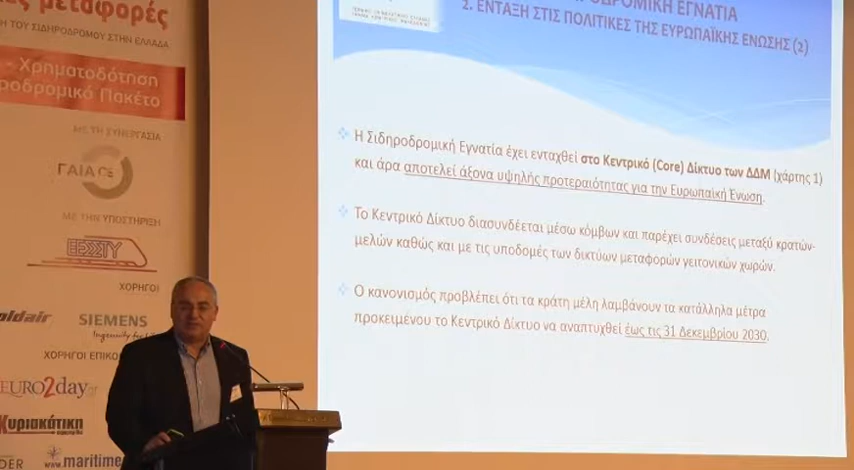 μεταφορές
ΤΟΥ ΣΙΔΗΡΟΔΡΟΜΟΥ ΣΤΗΝ ΕΛΛΑΔΑ
- Χρηματοδότηση
ροδρομικό Πακέτο
ΜΕ ΤΗ ΣΥΝΕΡΓΑΣΙΑ
ΓΑΙΑΟΣΕ
ΜΕ ΤΗΝ ΥΠΟΣΤΗΡΙΞΗ
ΕΕΣΣΤΥ
ΧΟΡΗΓΟΙ
oldair
SIEMENS
ΧΟΡΗΓΟΙ ΕΠΙΚΟ
EURO2day
Κυριακάτικη
DER www.maritime
ΡΟΔΡΟΜΙΚΗ ΕΓΝΑΤΙΑ
2. ΕΝΤΑΞΗ ΣΤΙΣ ΠΟΛΙΤΙΚΕΣ ΤΗΣ ΕΥΡΩΠΑΪΚΗΣ ΕΝΩΣΗΣ (2)
Η Σιδηροδρομική Εγνατία έχει ενταχθεί στο Κεντρικό (Core) Δίκτυο των ΔΔΜ (χάρτης 1)
και άρα αποτελεί άξονα υψηλής προτεραιότητας για την Ευρωπαϊκή Ένωση.
Το Κεντρικό Δίκτυο διασυνδέεται μέσω κόμβων και παρέχει συνδέσεις μεταξύ κρατών-
μελών καθώς και με τις υποδομές των δικτύων μεταφορών γειτονικών χωρών.
Ο κανονισμός προβλέπει ότι τα κράτη μέλη λαμβάνουν τα κατάλληλα μέτρα
προκειμένου το Κεντρικό Δίκτυο να αναπτυχθεί έως τις 31 Δεκεμβρίου 2030.